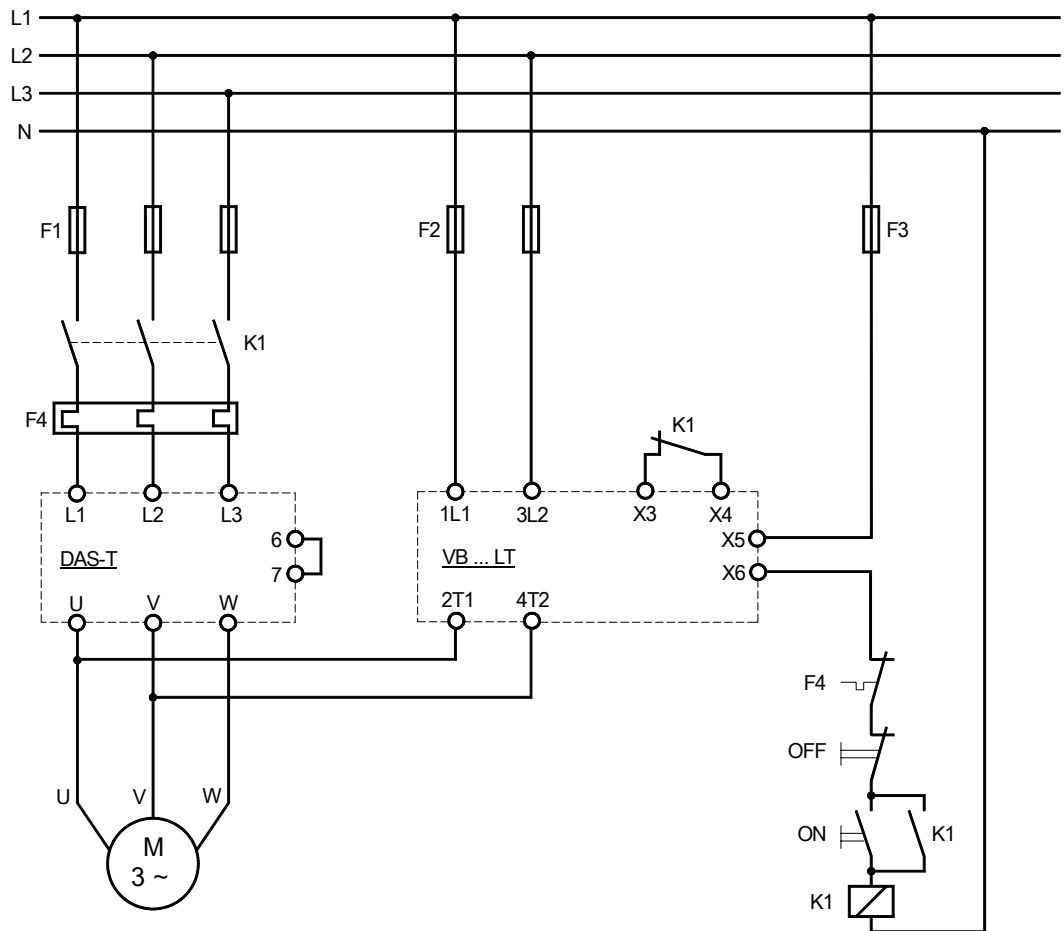 L1
L2
L3
N
F1
F2
F3
K1
F4
K1
L1 L2 L3
1L1 3L2 X3 X4
6
X5
DAS-T
VB ... LT
7
X6
U V W
2T1 4T2
F4
OFF
U V W
ON
K1
M
3 ~
K1